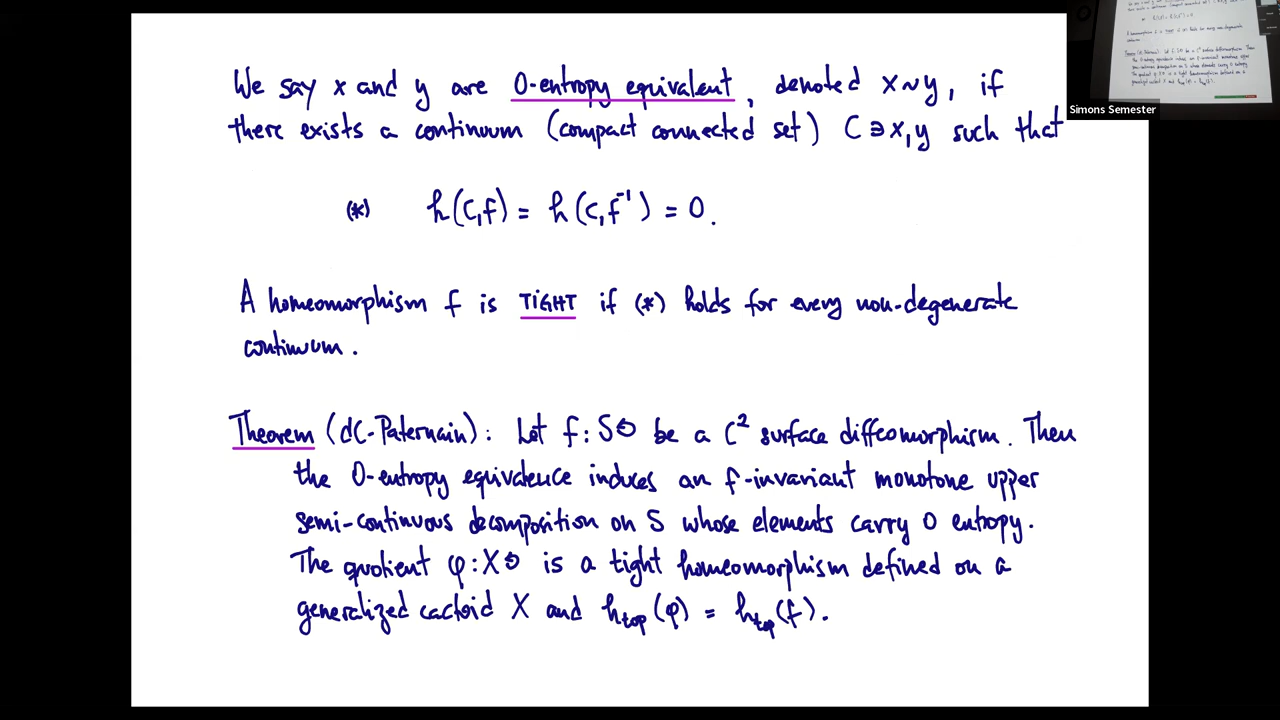 We say x and y are 0-entropy equivalent, denoted x~y, if
there exists a continuum (compact connected set) C∋x,y such that
(*) h(C,f) = h(C,f⁻¹) = 0.
A homeomorphism f is TIGHT if (*) holds for every non-degenerate
continuum.
Theorem (dC-Paternain): Let f:S↺ be a C² surface diffeomorphism. Then
the 0-entropy equivalence induces an f-invariant monotone upper
semi-continuous decomposition on S whose elements carry 0 entropy.
The quotient φ:X↺ is a tight homeomorphism defined on a
generalized cactoid X and h_top(φ) = h_top(f).
Simons Semester